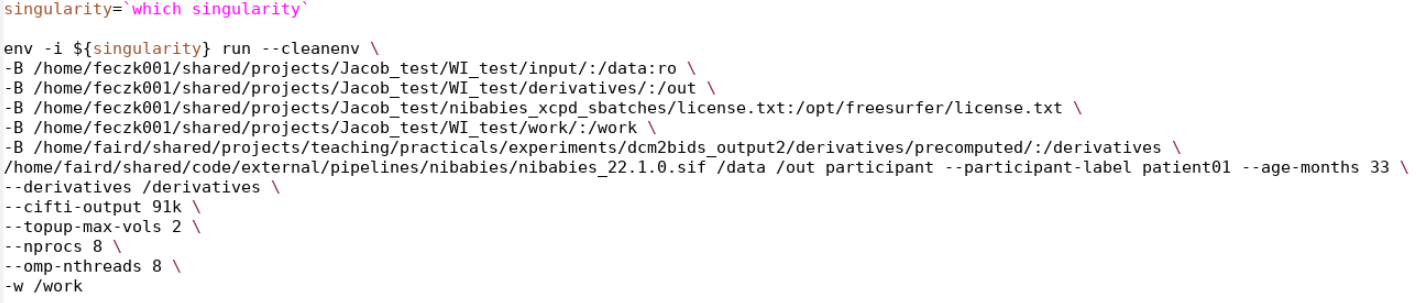 singularity=`which singularity`
env -i ${singularity} run --cleanenv \
-B /home/feczk001/shared/projects/Jacob_test/WI_test/input/:/data:ro \
-B /home/feczk001/shared/projects/Jacob_test/WI_test/derivatives/:/out \
-B /home/feczk001/shared/projects/Jacob_test/nibabies_xcpd_sbatches/license.txt:/opt/freesurfer/license.txt \
-B /home/feczk001/shared/projects/Jacob_test/WI_test/work/:/work \
-B /home/faird/shared/projects/teaching/practicals/experiments/dcm2bids_output2/derivatives/precomputed/:/derivatives \
/home/faird/shared/code/external/pipelines/nibabies/nibabies_22.1.0.sif /data /out participant --participant-label patient01 --age-months 33 \
--derivatives /derivatives \
--cifti-output 91k \
--topup-max-vols 2 \
--nprocs 8 \
--omp-nthreads 8 \
-w /work